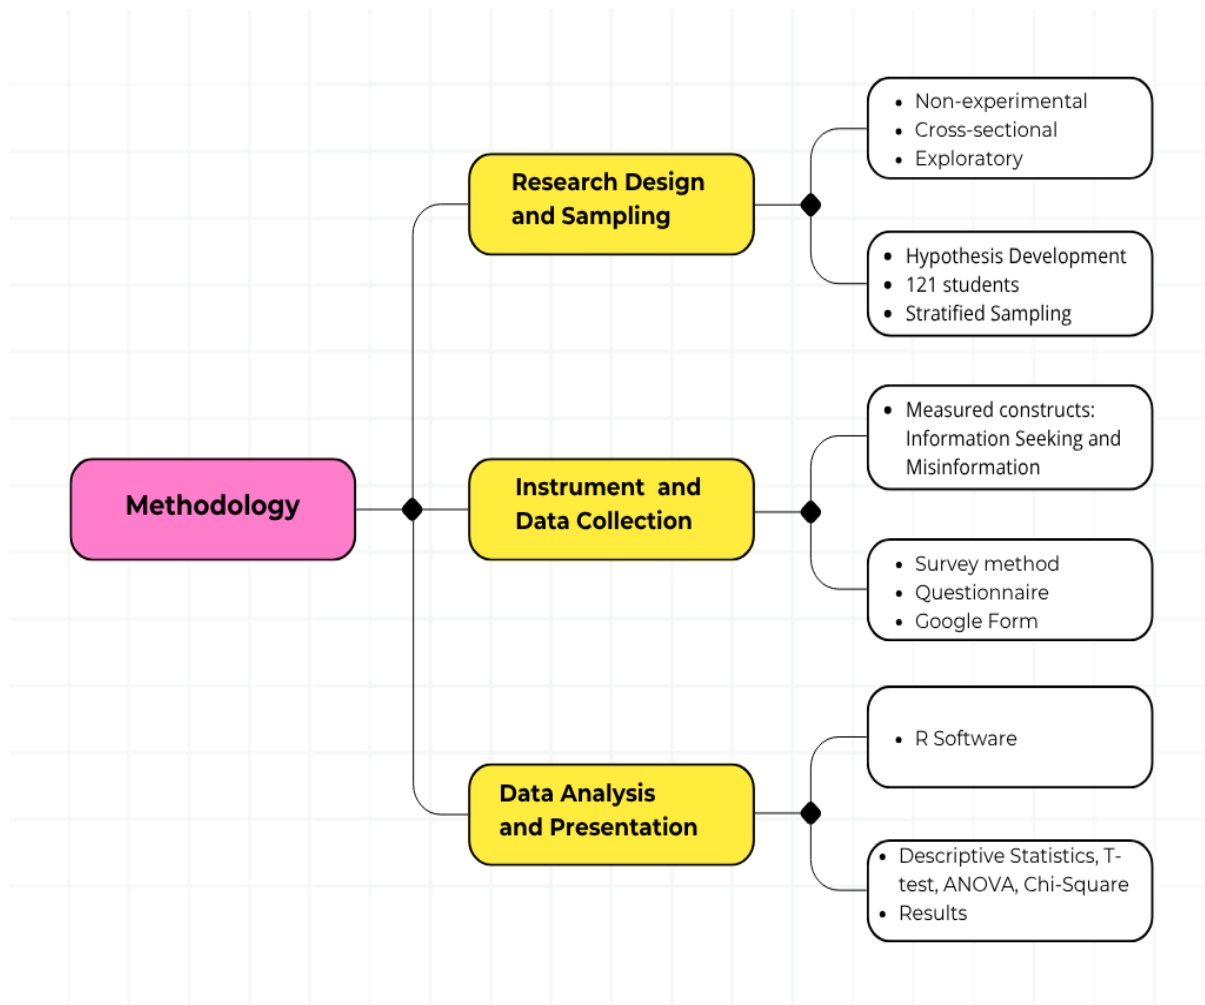 Methodology
Research Design
and Sampling
• Non-experimental
• Cross-sectional
• Exploratory
• Hypothesis Development
• 121 students
• Stratified Sampling
Instrument and
Data Collection
• Measured constructs:
Information Seeking and
Misinformation
• Survey method
• Questionnaire
• Google Form
Data Analysis
and Presentation
• R Software
• Descriptive Statistics, T-
test, ANOVA, Chi-Square
• Results